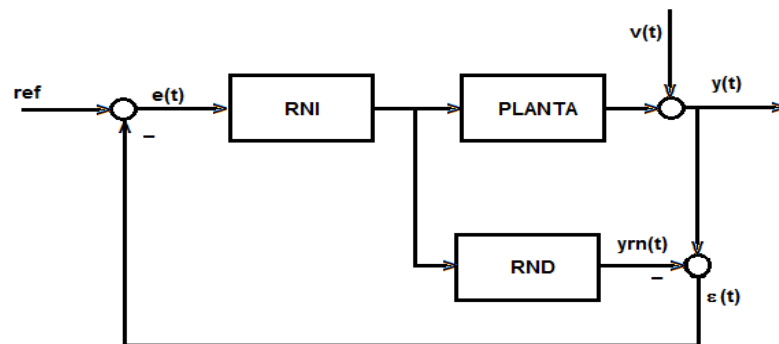 v(t)
ref
e(t)
RNI
PLANTA
y(t)
–
RND
yrn(t)
–
ε(t)